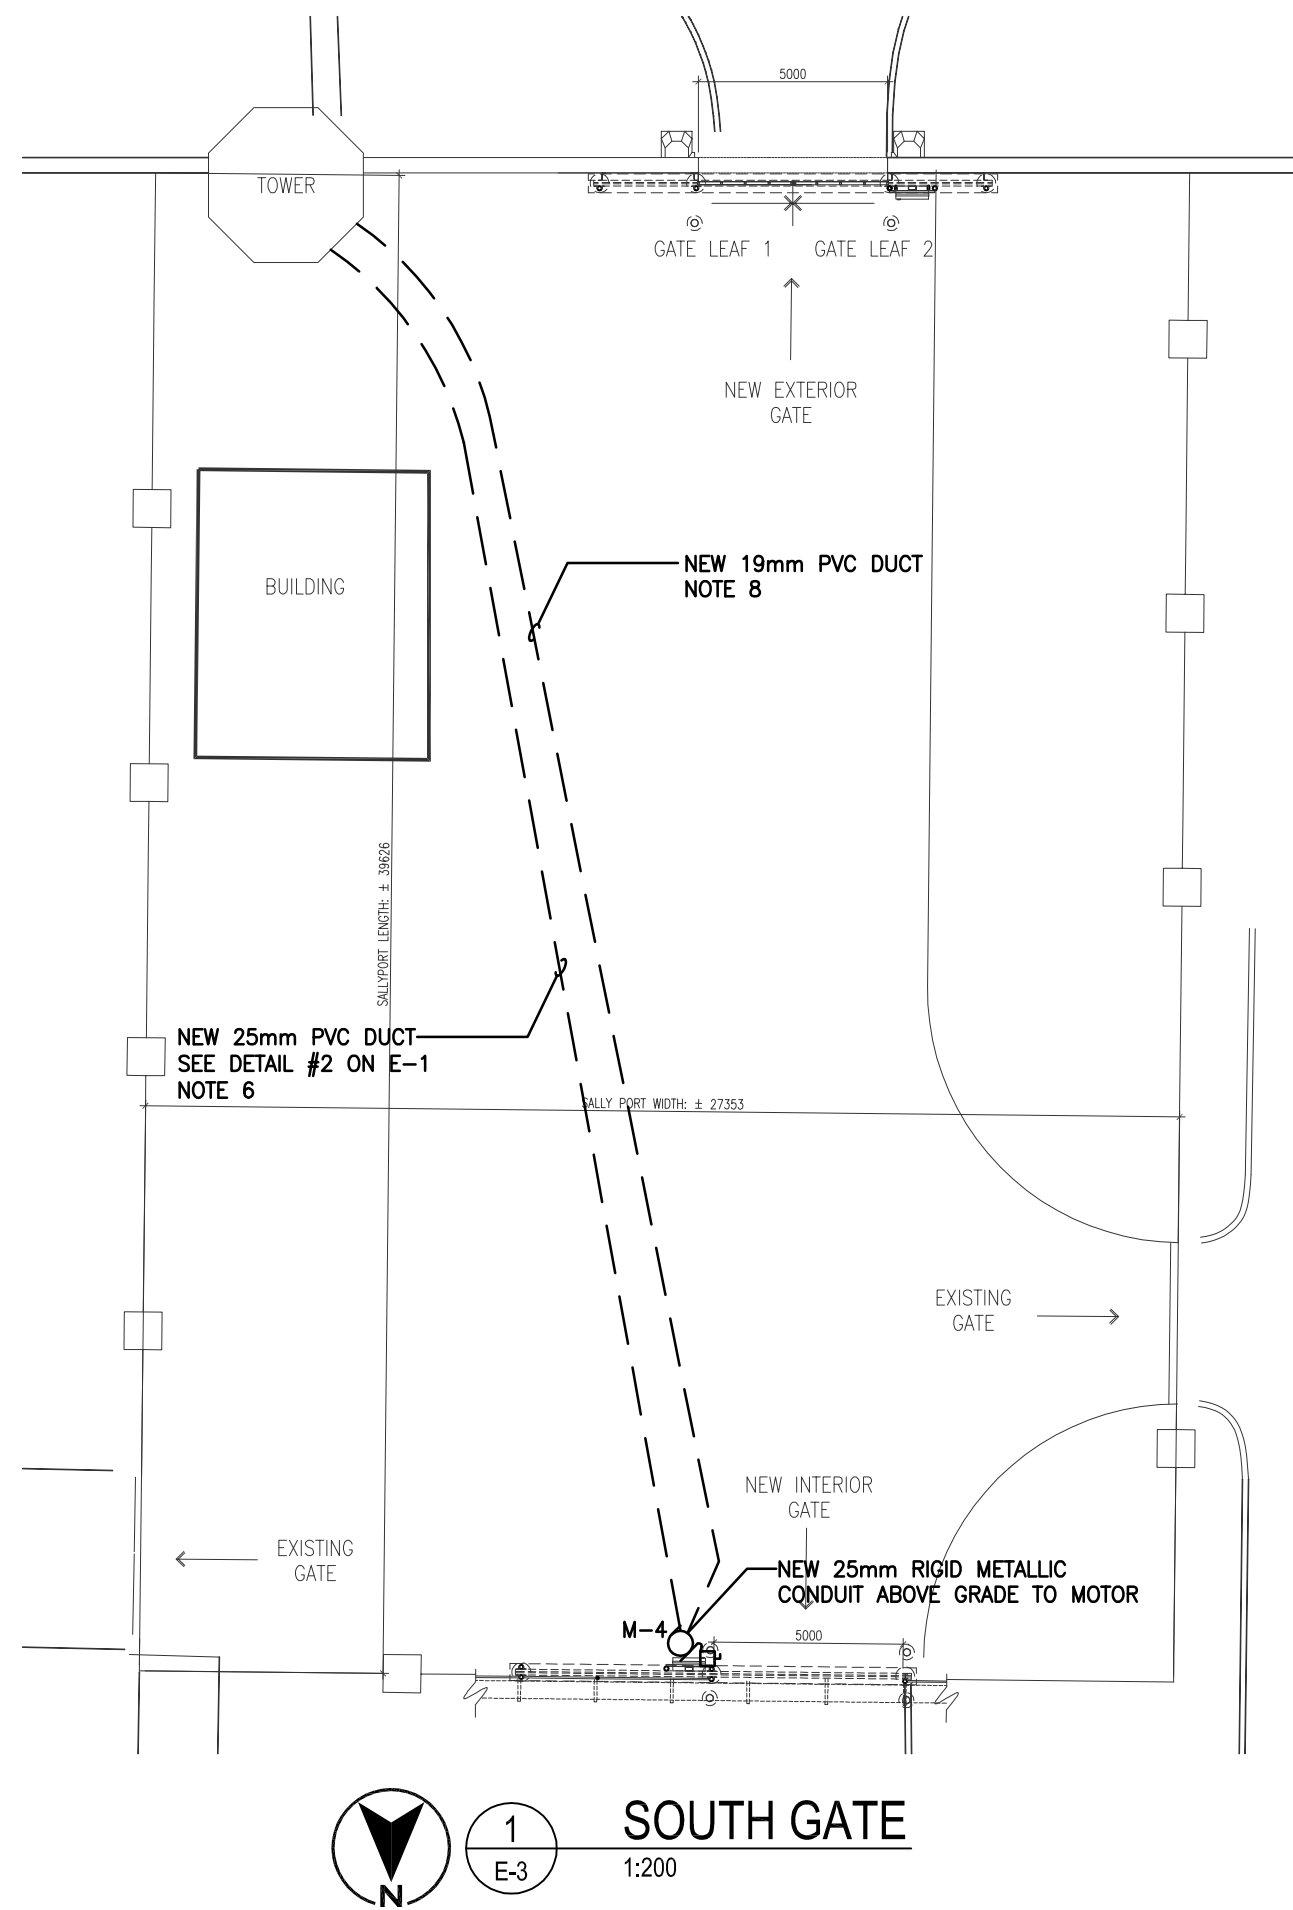 5000
TOWER
GATE LEAF 1
GATE LEAF 2
NEW EXTERIOR
GATE
NEW 19mm PVC DUCT
NOTE 8
BUILDING
SALLYPORT LENGTH: ± 39626
NEW 25mm PVC DUCT
SEE DETAIL #2 ON E-1
NOTE 6
SALLY PORT WIDTH: ± 27353
EXISTING
GATE
NEW INTERIOR
GATE
EXISTING
GATE
NEW 25mm RIGID METALLIC
CONDUIT ABOVE GRADE TO MOTOR
M-4
5000
N
1
E-3
SOUTH GATE
1:200